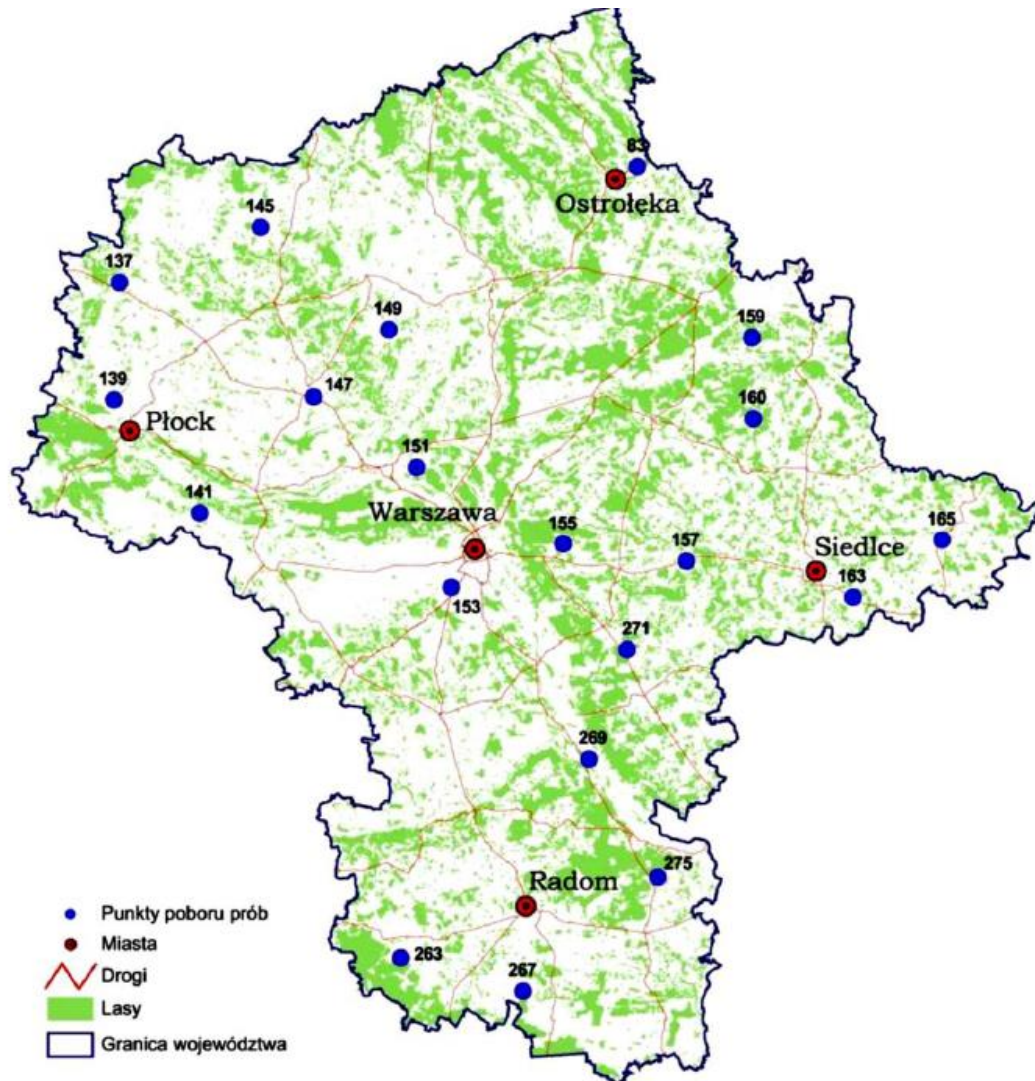 83
Ostrołęka
145
137
149
159
139
147
160
Płock
151
141
Warszawa
155
157
165
Siedlce
163
153
271
269
275
Radom
263
267
Punkty poboru prób
Miasta
Drogi
Lasy
Granica województwa